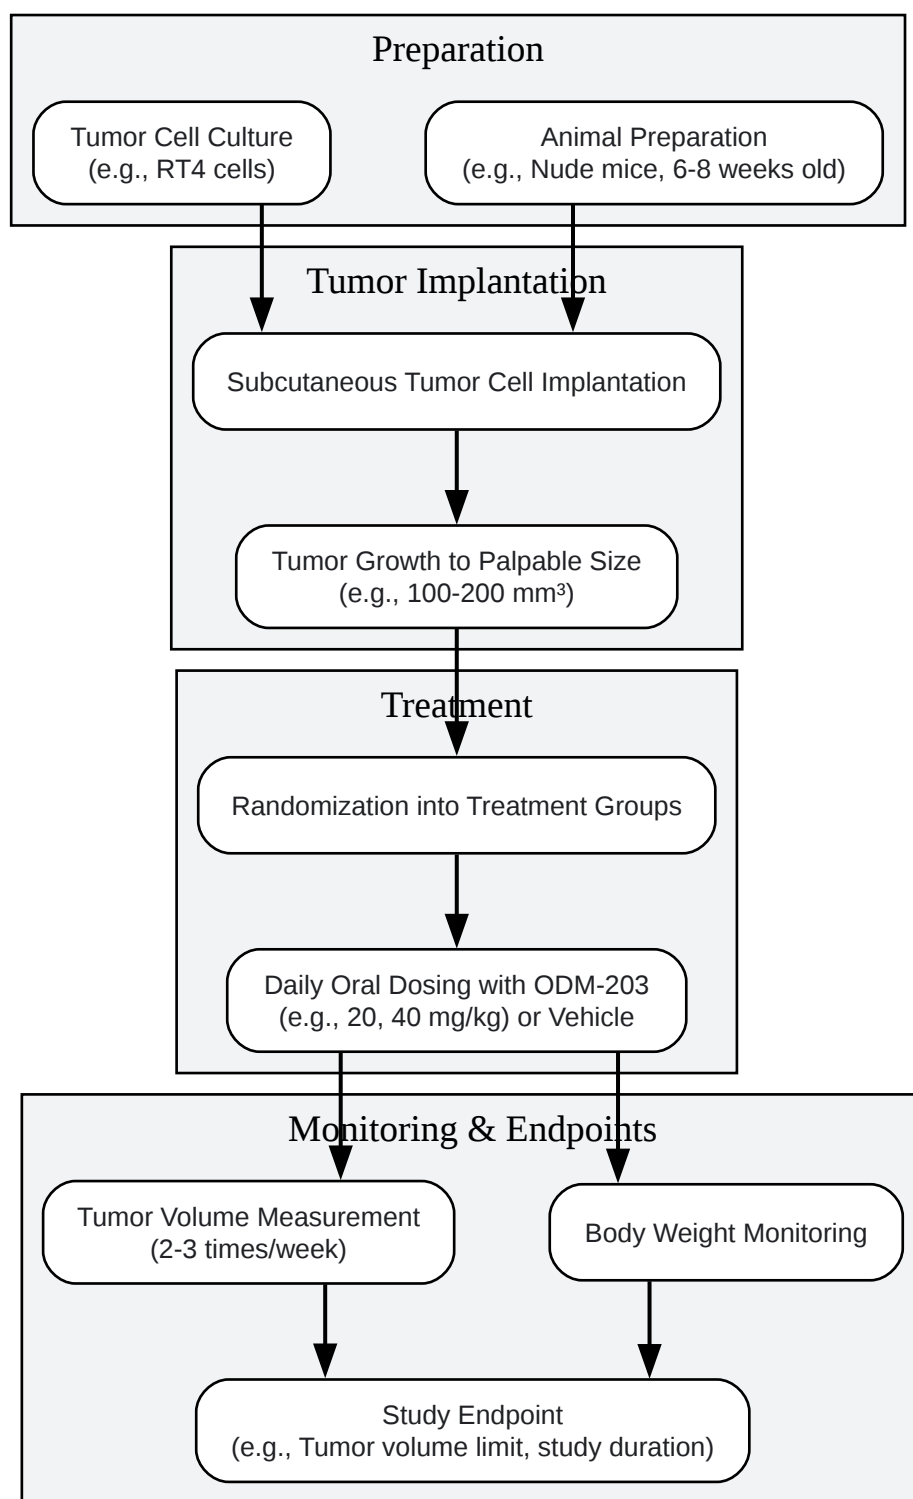 Preparation
Tumor Cell Culture
(e.g., RT4 cells)
Animal Preparation
(e.g., Nude mice, 6-8 weeks old)
Tumor Implantation
Subcutaneous Tumor Cell Implantation
Tumor Growth to Palpable Size
(e.g., 100-200 mm³)
Treatment
Randomization into Treatment Groups
Daily Oral Dosing with ODM-203
(e.g., 20, 40 mg/kg) or Vehicle
Monitoring & Endpoints
Tumor Volume Measurement
(2-3 times/week)
Body Weight Monitoring
Study Endpoint
(e.g., Tumor volume limit, study duration)